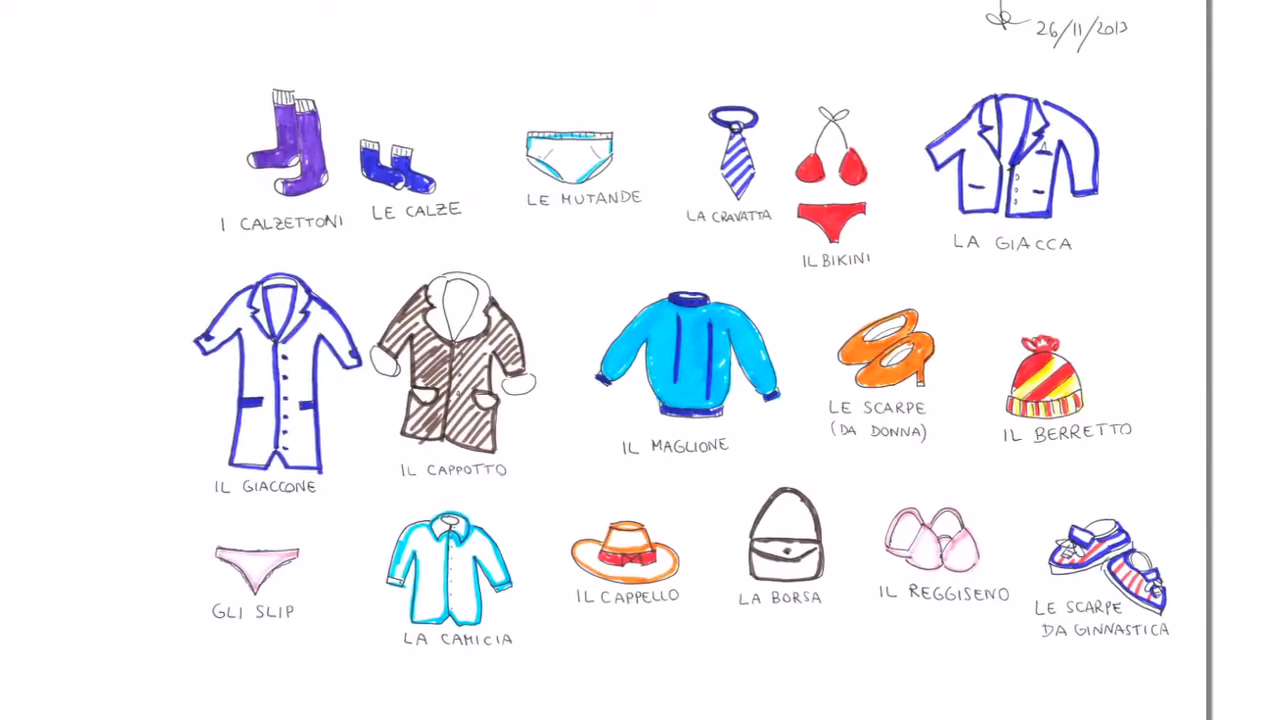 26/11/2013
I CALZETTONI
LE CALZE
LE MUTANDE
LA CRAVATTA
IL BIKINI
LA GIACCA
IL GIACCONE
IL CAPPOTTO
IL MAGLIONE
LE SCARPE
(DA DONNA)
IL BERRETTO
GLI SLIP
LA CAMICIA
IL CAPPELLO
LA BORSA
IL REGGISENO
LE SCARPE
DA GINNASTICA